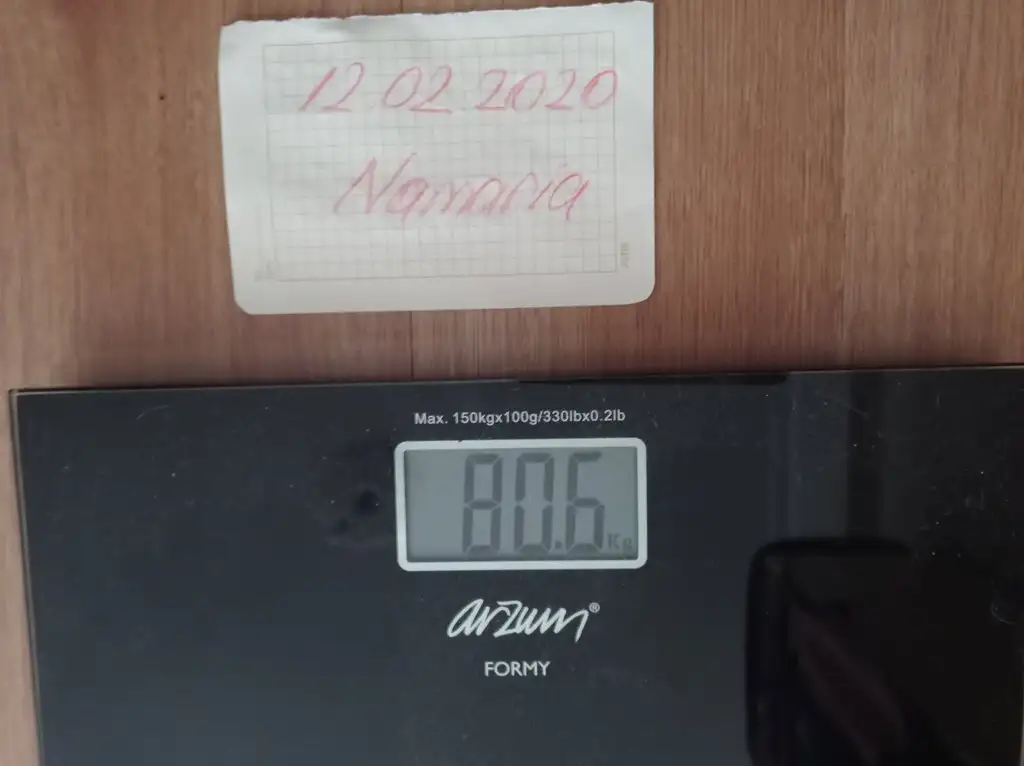 12 02 2020
Namaria
Max. 150kgx100g/330lbx0.2lb
80.6 Kg
arzum®
FORMY